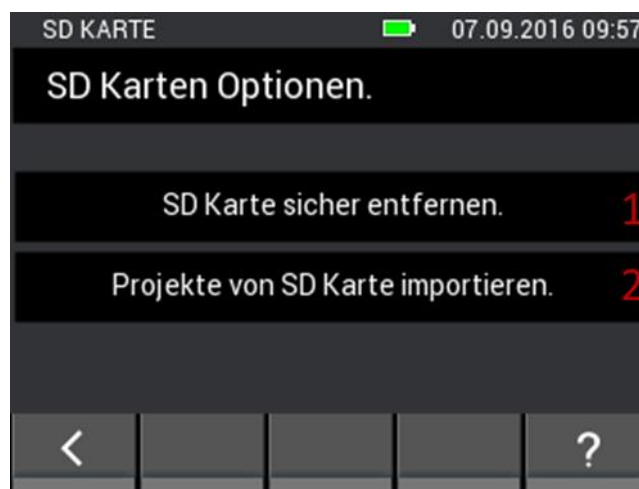 SD KARTE 07.09.2016 09:57
SD Karten Optionen.
SD Karte sicher entfernen. 1
Projekte von SD Karte importieren. 2
< ?